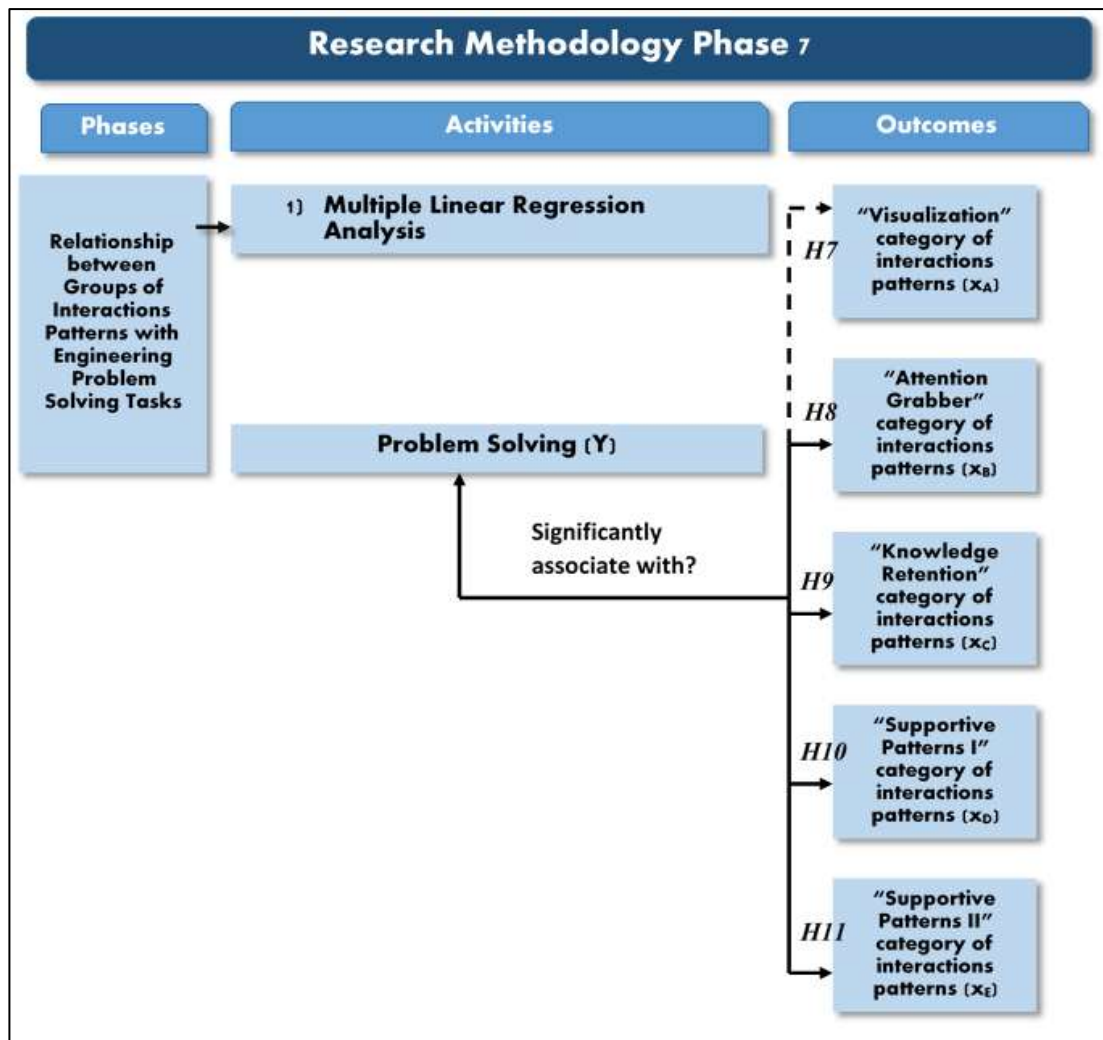 Research Methodology Phase 7
Phases
Activities
Outcomes
Relationship
between
Groups of
Interactions
Patterns with
Engineering
Problem
Solving Tasks
1) Multiple Linear Regression
Analysis
Problem Solving (Y)
Significantly
associate with?
H7
"Visualization"
category of
interactions
patterns (xA)
H8
"Attention
Grabber"
category of
interactions
patterns (xB)
H9
"Knowledge
Retention"
category of
interactions
patterns (xC)
H10
"Supportive
Patterns I"
category of
interactions
patterns (xD)
H11
"Supportive
Patterns II"
category of
interactions
patterns (xE)